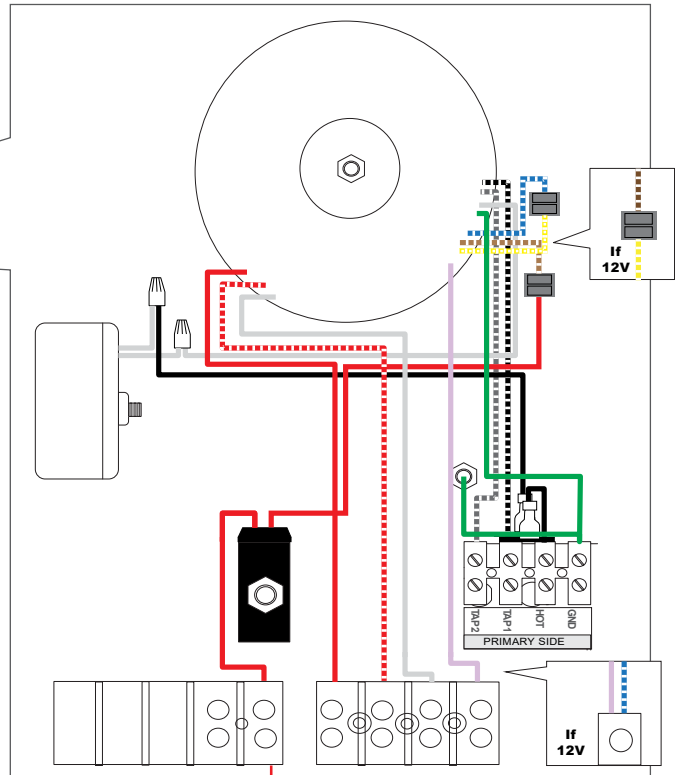 If
12V
TAP2
TAP1
HOT
GND
PRIMARY SIDE
If
12V